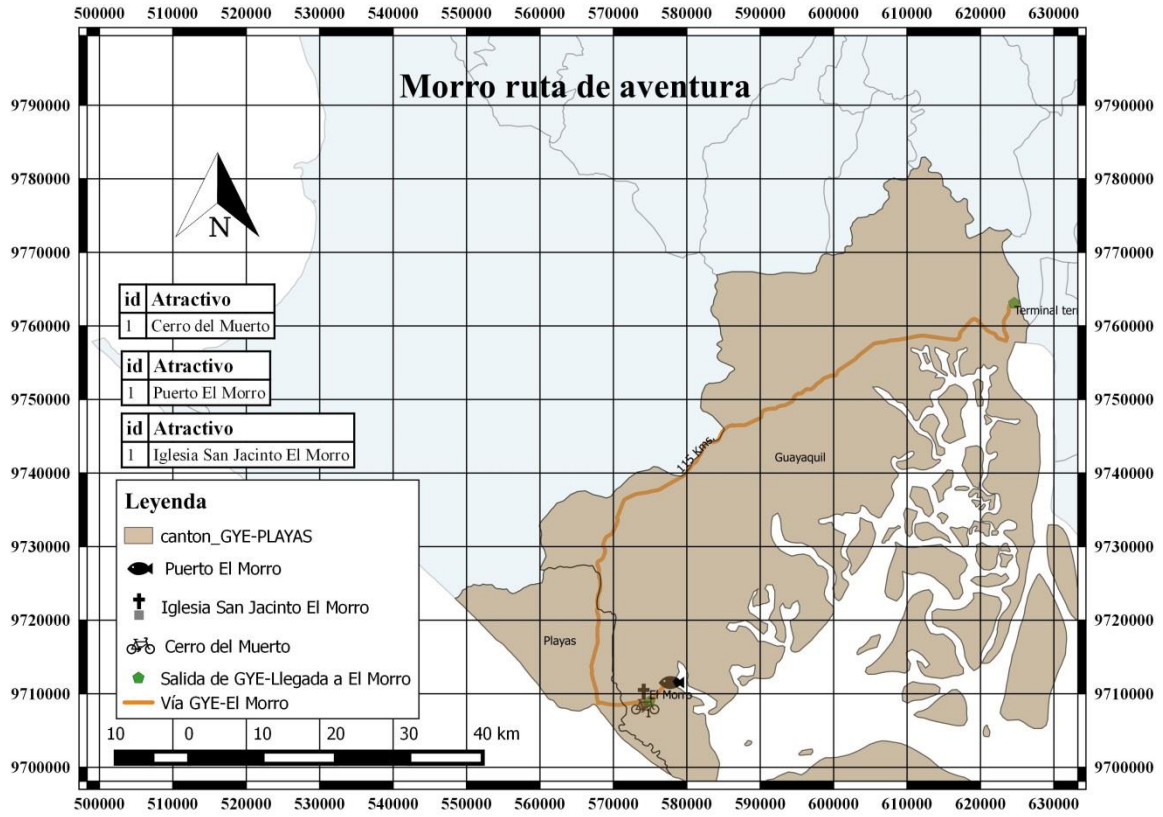 500000 510000 520000 530000 540000 550000 560000 570000 580000 590000 600000 610000 620000 630000
Morro ruta de aventura
9790000 9790000
9780000 9780000
N
9770000 9770000
id Atractivo
1 Cerro del Muerto
Terminal terr
9760000 9760000
id Atractivo
1 Puerto El Morro
9750000 9750000
id Atractivo
1 Iglesia San Jacinto El Morro
115 Kms.
Guayaquil
9740000 9740000
Leyenda
canton_GYE-PLAYAS
Puerto El Morro
Iglesia San Jacinto El Morro
Cerro del Muerto
Salida de GYE-Llegada a El Morro
Vía GYE-El Morro
9730000 9730000
9720000 9720000
Playas
El Morro
9710000 9710000
10 0 10 20 30 40 km
9700000 9700000
500000 510000 520000 530000 540000 550000 560000 570000 580000 590000 600000 610000 620000 630000